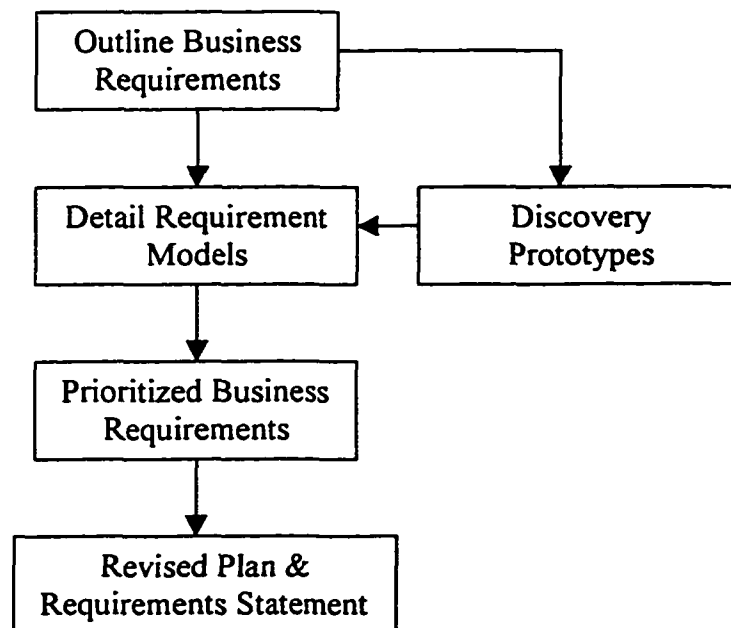 Outline Business
Requirements
Detail Requirement
Models
Discovery
Prototypes
Prioritized Business
Requirements
Revised Plan &
Requirements Statement